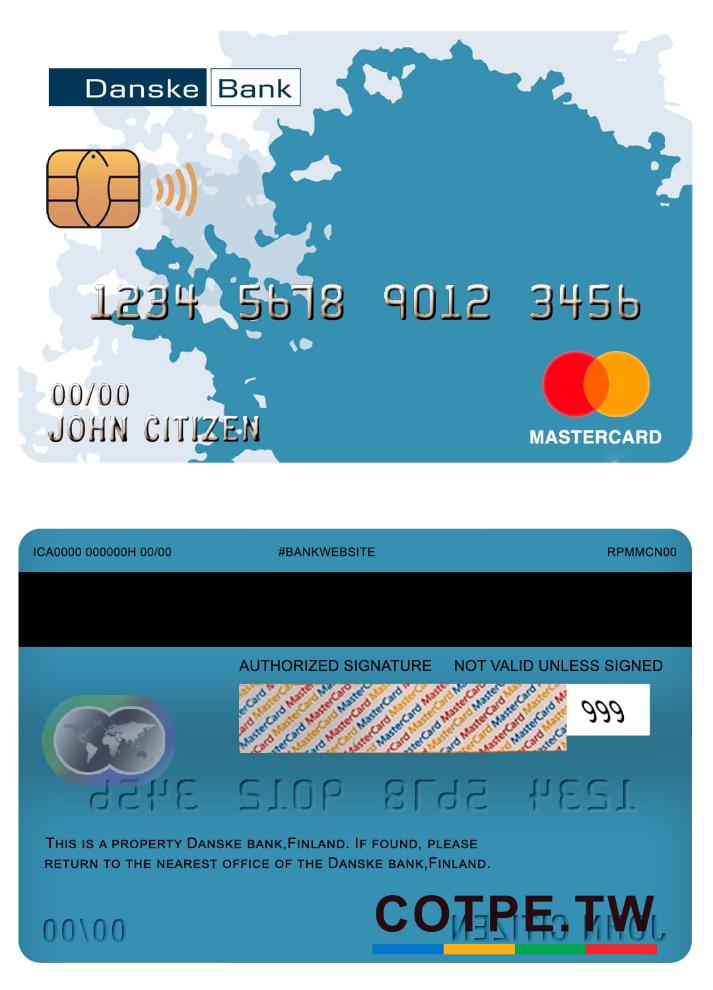 Danske Bank
1234 5678 9012 3456
00/00
JOHN CITIZEN
MASTERCARD
ICA0000 000000H 00/00 #BANKWEBSITE RPMMCN00
AUTHORIZED SIGNATURE NOT VALID UNLESS SIGNED
MasterCard MasterCard MasterCard
999
THIS IS A PROPERTY DANSKE BANK,FINLAND. IF FOUND, PLEASE
RETURN TO THE NEAREST OFFICE OF THE DANSKE BANK,FINLAND.
COTPE.TW
00/00
JOHN CITIZEN